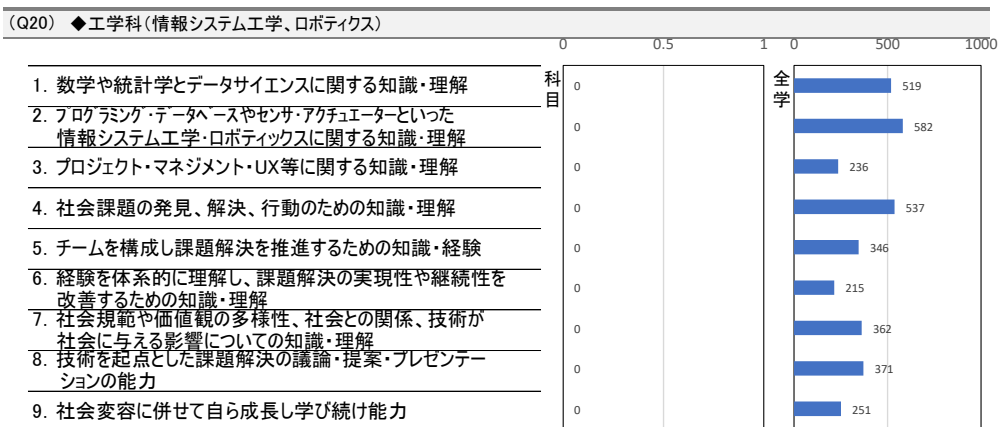 (Q20) ◆工学科(情報システム工学、ロボティクス)
0 0.5 1 0 500 1000
科目
全学
1. 数学や統計学とデータサイエンスに関する知識・理解 0 519
2. プログラミング・データベースやセンサ・アクチュエーターといった
情報システム工学・ロボティックスに関する知識・理解 0 582
3. プロジェクト・マネジメント・UX等に関する知識・理解 0 236
4. 社会課題の発見、解決、行動のための知識・理解 0 537
5. チームを構成し課題解決を推進するための知識・経験 0 346
6. 経験を体系的に理解し、課題解決の実現性や継続性を
改善するための知識・理解 0 215
7. 社会規範や価値観の多様性、社会との関係、技術が
社会に与える影響についての知識・理解 0 362
8. 技術を起点とした課題解決の議論・提案・プレゼンテー
ションの能力 0 371
9. 社会変容に併せて自ら成長し学び続け能力 0 251